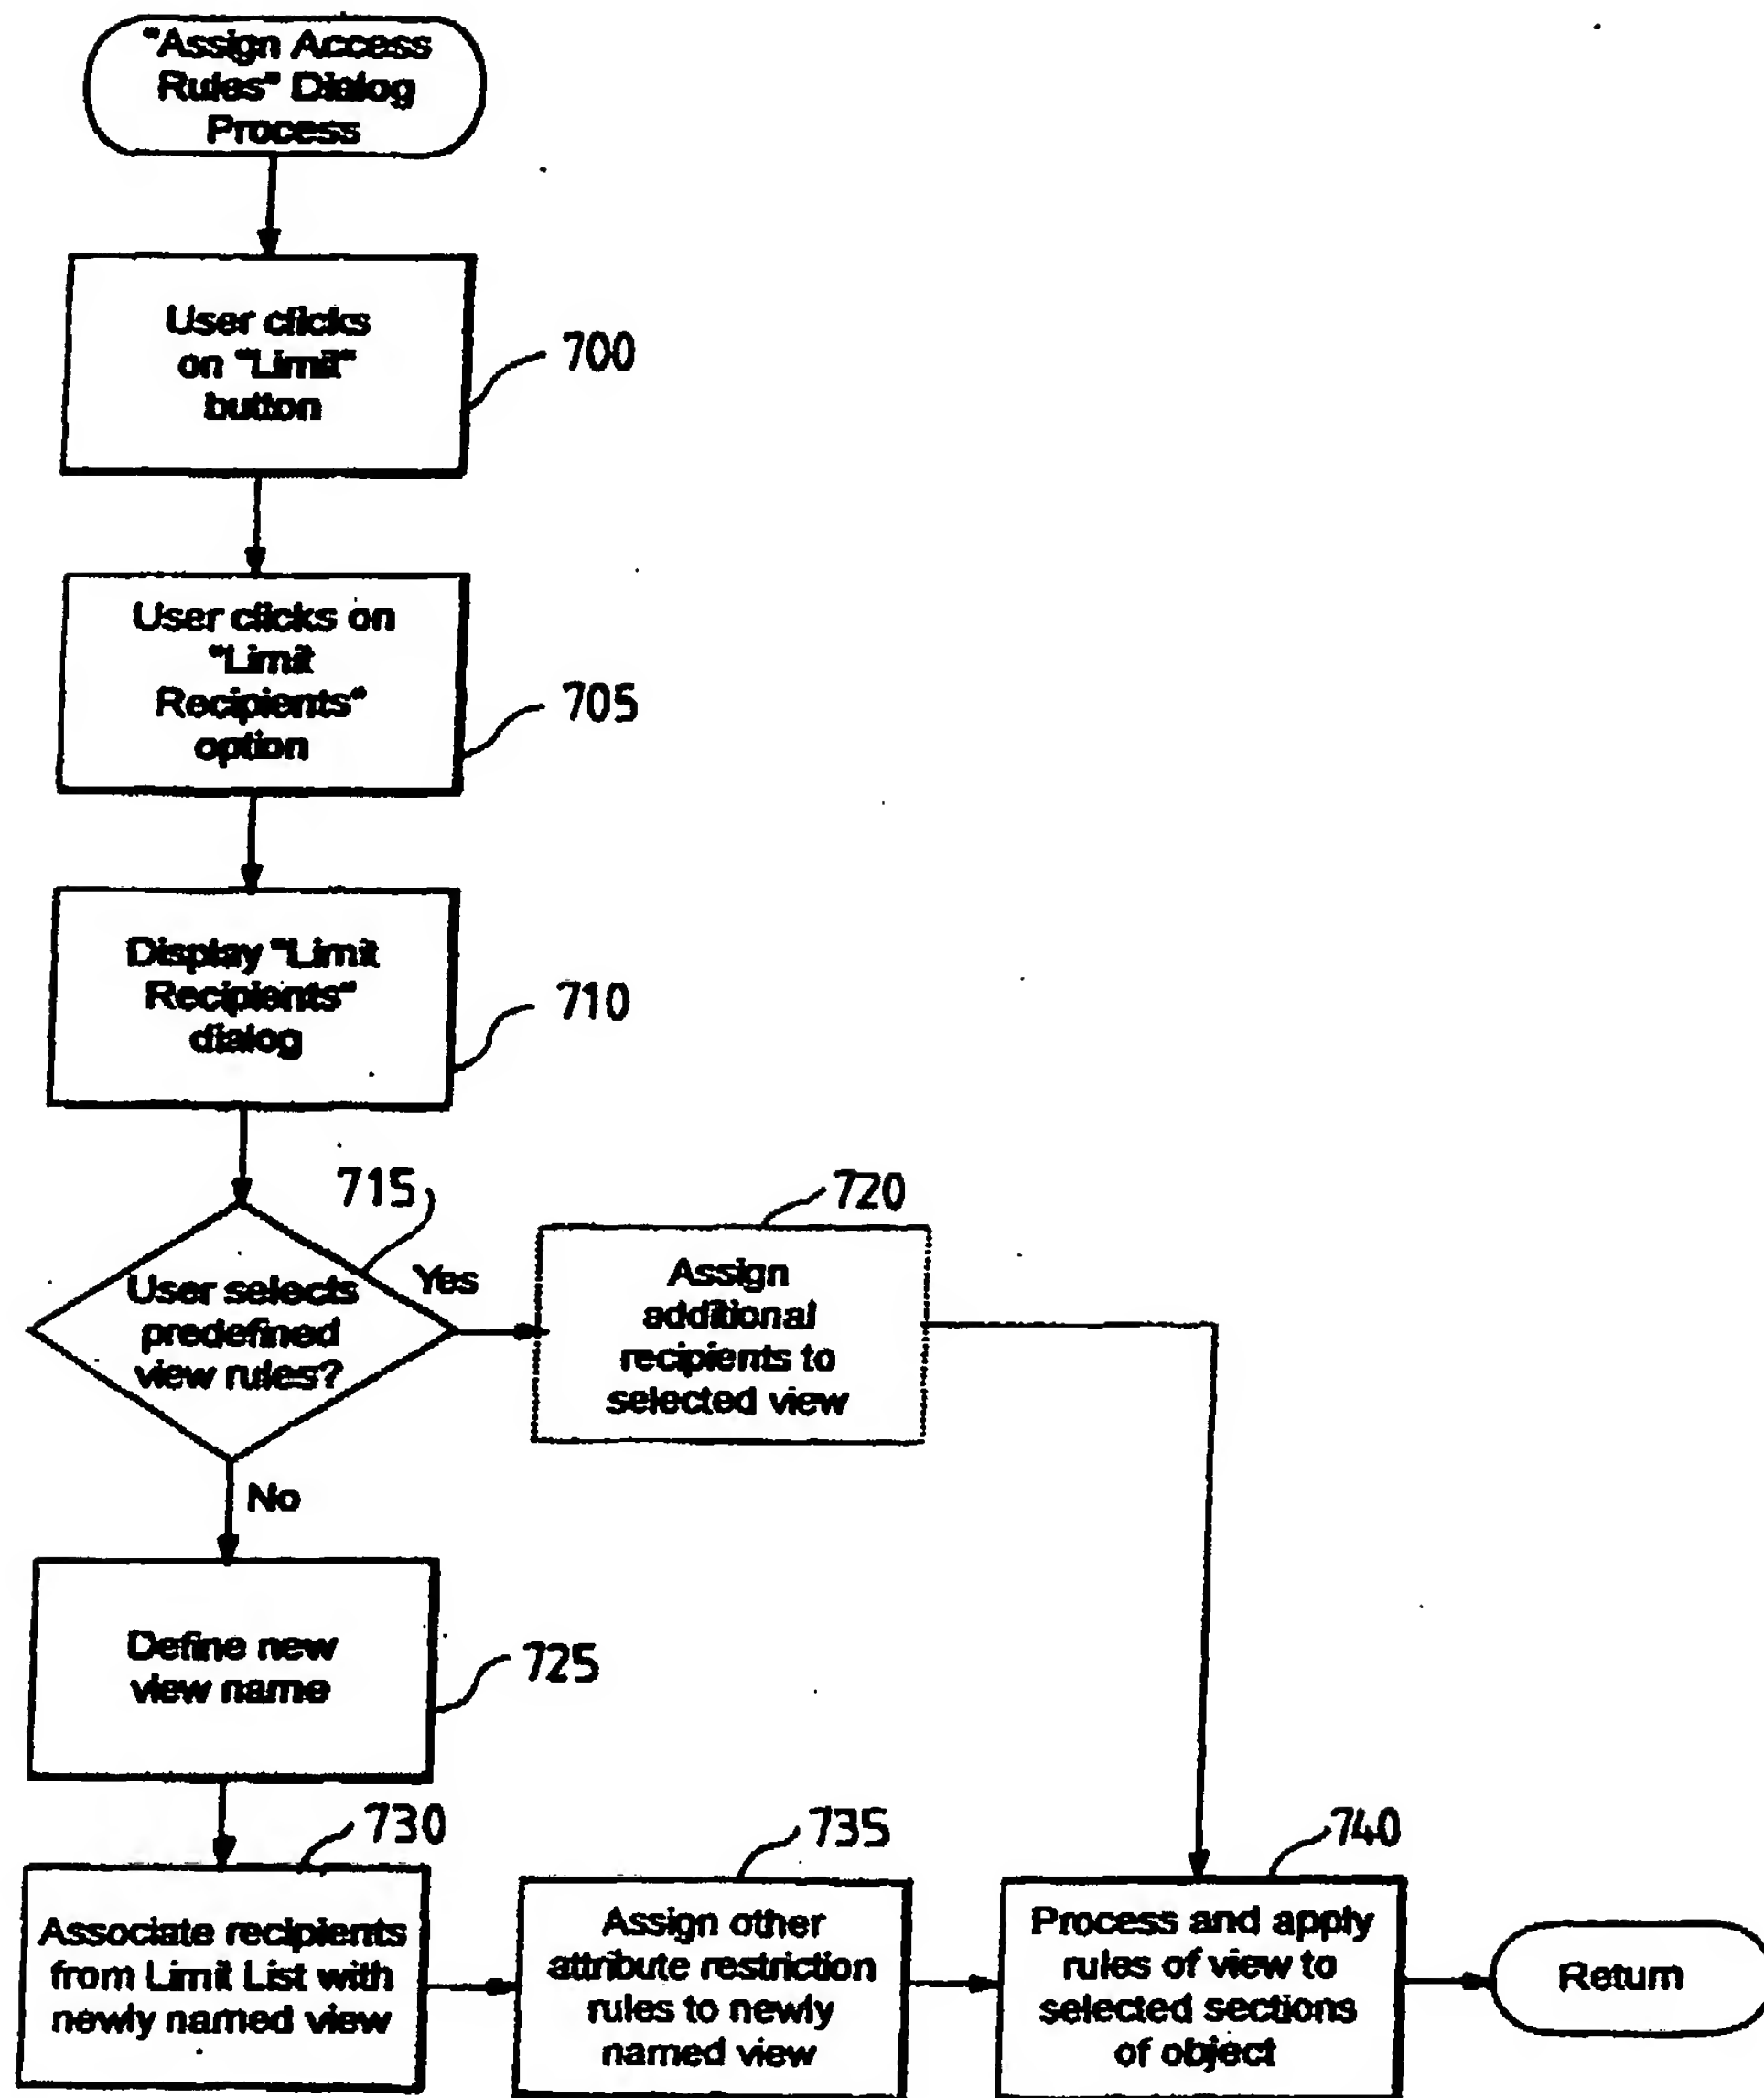 "Assign Access
Rules" Dialog
Process
User clicks
on "Limit"
button
700
User clicks on
"Limit
Recipients"
option
705
Display "Limit
Recipients"
dialog
710
715
User selects
predefined
view rules?
Yes
720
Assign
additional
recipients to
selected view
No
Define new
view name
725
730
Associate recipients
from Limit List with
newly named view
735
Assign other
attribute restriction
rules to newly
named view
740
Process and apply
rules of view to
selected sections
of object
Return